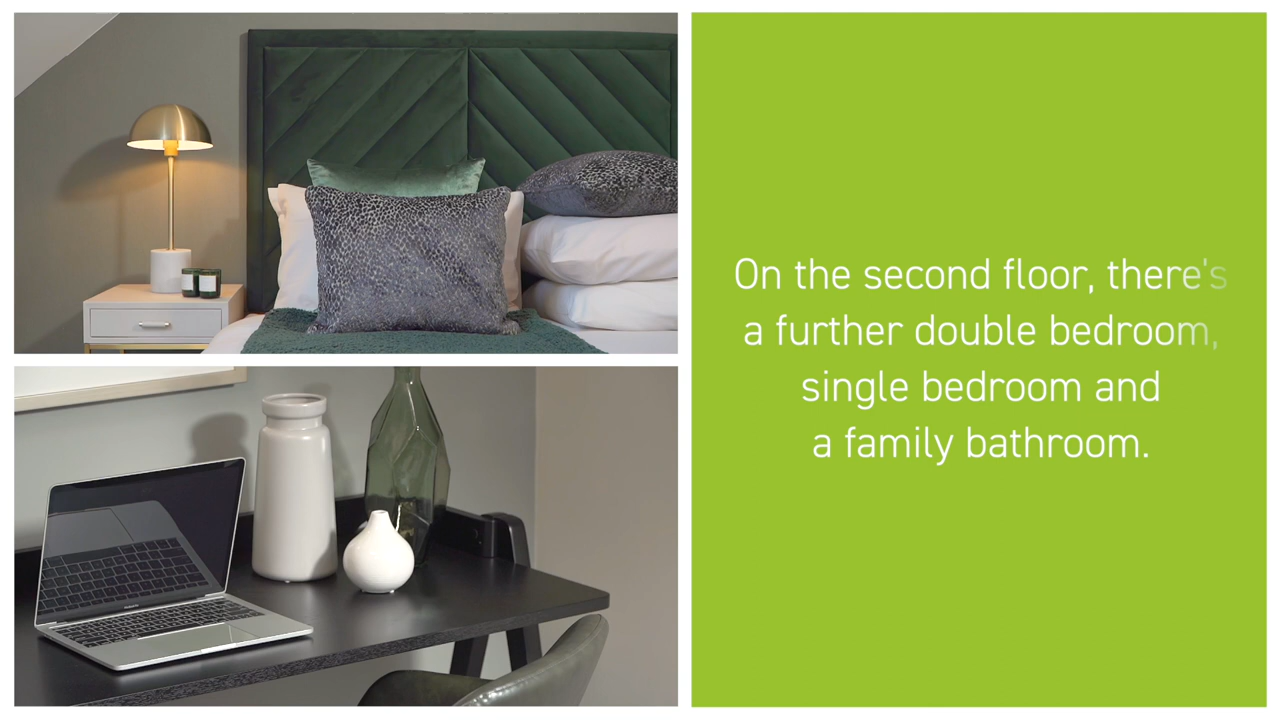 On the second floor, there's
a further double bedroom,
single bedroom and
a family bathroom.